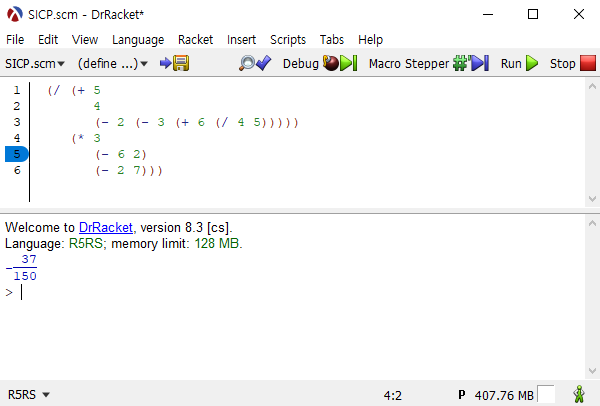 SICP.scm - DrRacket*
File Edit View Language Racket Insert Scripts Tabs Help
SICP.scm (define ...) Debug Macro Stepper Run Stop
1 (/ (+ 5
2 4
3 (- 2 (- 3 (+ 6 (/ 4 5)))))
4 (* 3
5 (- 6 2)
6 (- 2 7)))
Welcome to DrRacket, version 8.3 [cs].
Language: R5RS; memory limit: 128 MB.
- 37
150
>
R5RS 4:2 P 407.76 MB